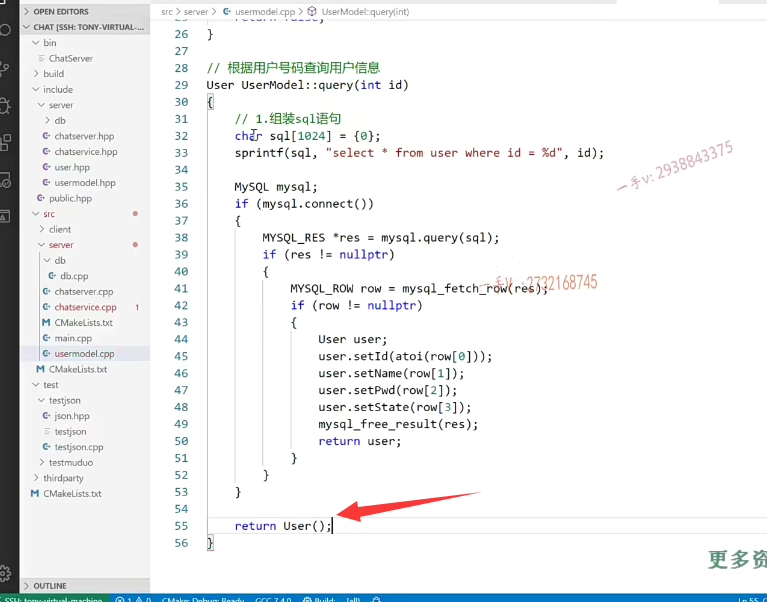 OPEN EDITORS
CHAT [SSH: TONY-VIRTUAL-...
bin
ChatServer
build
include
server
db
chatserver.hpp
chatservice.hpp
user.hpp
usermodel.hpp
public.hpp
src
client
server
db
db.cpp
chatserver.cpp
chatservice.cpp 1
CMakeLists.txt
main.cpp
usermodel.cpp
CMakeLists.txt
test
testjson
json.hpp
testjson
testjson.cpp
testmuduo
thirdparty
CMakeLists.txt
OUTLINE
src > server > usermodel.cpp > UserModel::query(int)
25 return false;
26 }
27
28 // 根据用户号码查询用户信息
29 User UserModel::query(int id)
30 {
31 // 1.组装sql语句
32 char sql[1024] = {0};
33 sprintf(sql, "select * from user where id = %d", id);
34
35 MySQL mysql;
36 if (mysql.connect())
37 {
38 MYSQL_RES *res = mysql.query(sql);
39 if (res != nullptr)
40 {
41 MYSQL_ROW row = mysql_fetch_row(res);
42 if (row != nullptr)
43 {
44 User user;
45 user.setId(atoi(row[0]));
46 user.setName(row[1]);
47 user.setPwd(row[2]);
48 user.setState(row[3]);
49 mysql_free_result(res);
50 return user;
51 }
52 }
53 }
54
55 return User();
56 }
一手v: 2938843375
一手v: 2732168745
更多资
SSH: tony-virtual-machine 1 0 CMake: Debug: Ready GCC 7.4.0 Build: [all] Ln 55, C